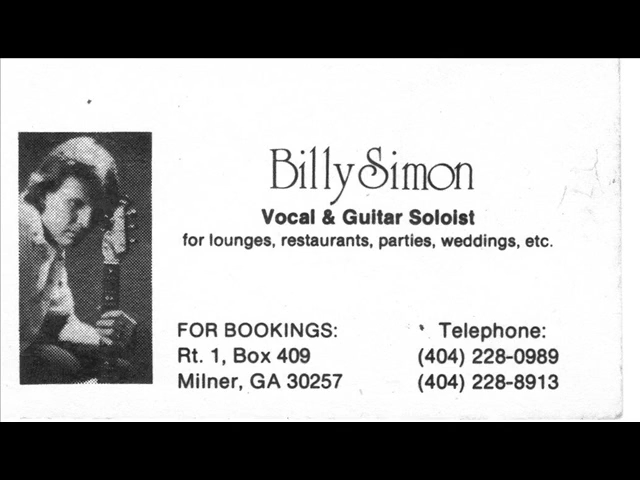 Billy Simon
Vocal & Guitar Soloist
for lounges, restaurants, parties, weddings, etc.
FOR BOOKINGS:
Rt. 1, Box 409
Milner, GA 30257
Telephone:
(404) 228-0989
(404) 228-8913